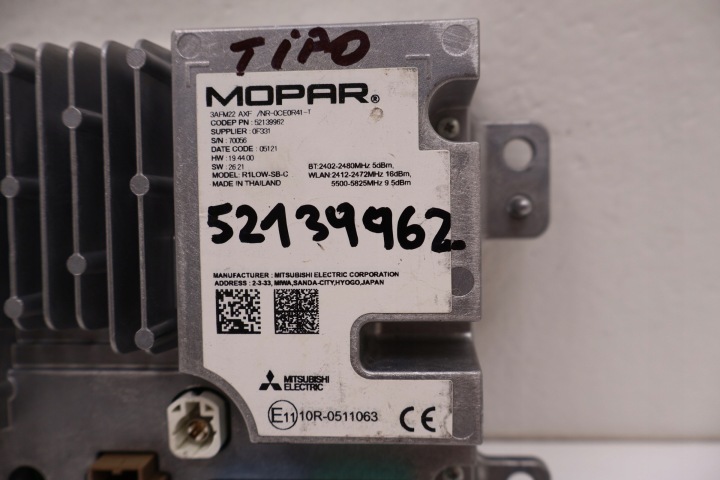 TIPO
MOPAR®
3AFM22 AXF /NR-0CE0R41-T
CODEP PN : 52139962
SUPPLIER : 0F331
S/N : 70056
DATE CODE : 05121
HW : 19.44.00
SW : 26.21
MODEL: R1LOW-SB-C
MADE IN THAILAND
BT:2402-2480MHz 5dBm,
WLAN:2412-2472MHz 18dBm,
5500-5825MHz 9.5dBm
52139962
MANUFACTURER : MITSUBISHI ELECTRIC CORPORATION
ADDRESS : 2-3-33, MIWA,SANDA-CITY,HYOGO,JAPAN
MITSUBISHI
ELECTRIC
E11 10R-0511063 CE